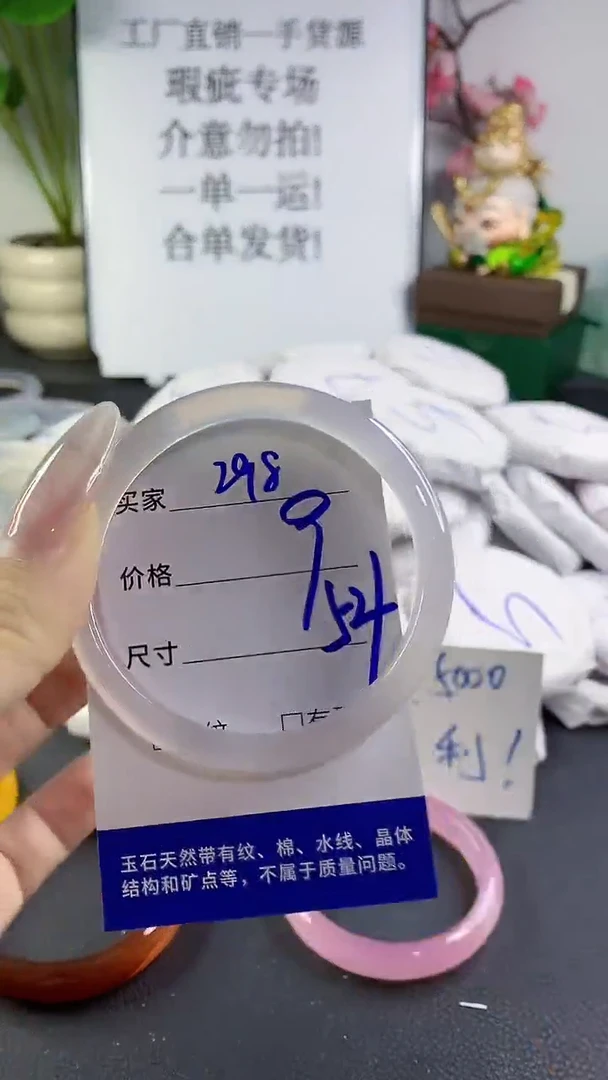 工厂直销一手货源
瑕疵专场
介意勿拍!
一单一运!
合单发货!
买家 298
价格
尺寸 54
5000
利!
玉石天然带有纹、棉、水线、晶体
结构和矿点等，不属于质量问题。